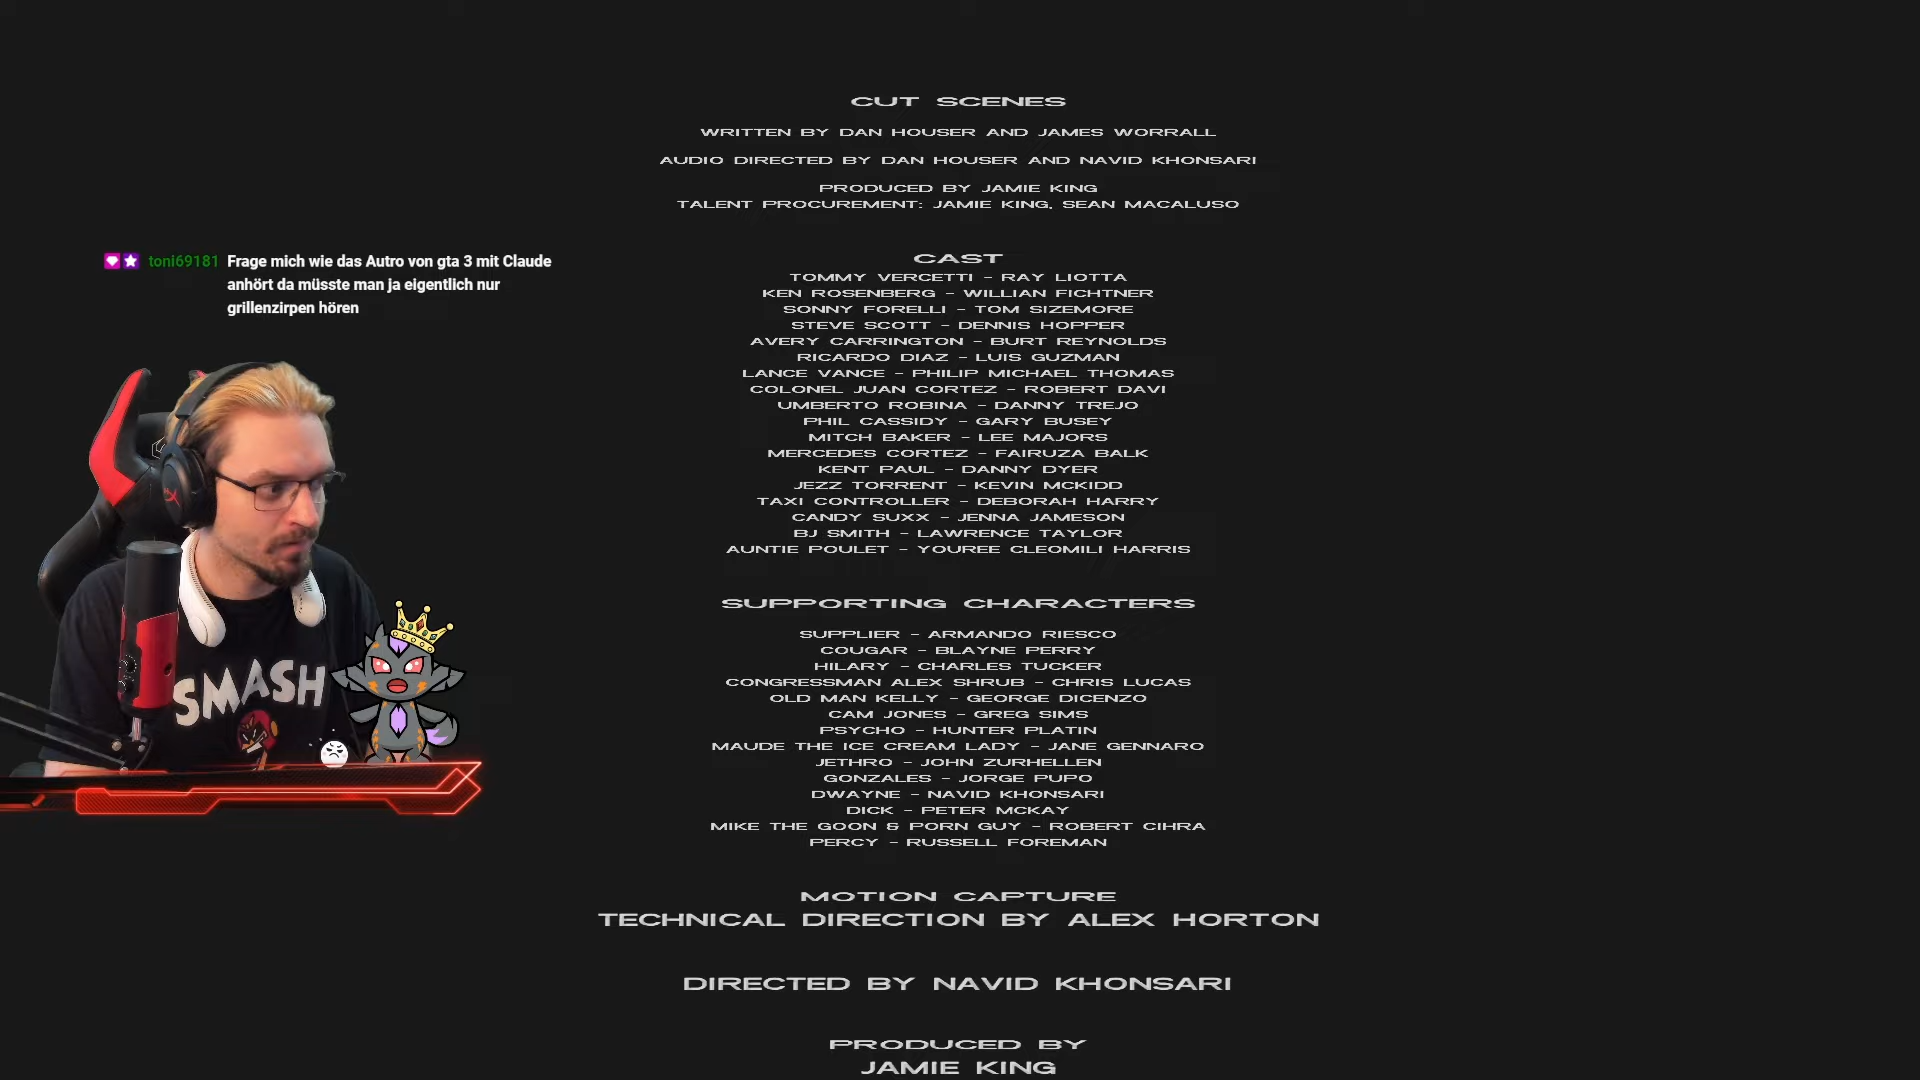 CUT SCENES
WRITTEN BY DAN HOUSER AND JAMES WORRALL
AUDIO DIRECTED BY DAN HOUSER AND NAVID KHONSARI
PRODUCED BY JAMIE KING
TALENT PROCUREMENT: JAMIE KING, SEAN MACALUSO
toni69181 Frage mich wie das Autro von gta 3 mit Claude
anhört da müsste man ja eigentlich nur
grillenzirpen hören
CAST
TOMMY VERCETTI - RAY LIOTTA
KEN ROSENBERG - WILLIAN FICHTNER
SONNY FORELLI - TOM SIZEMORE
STEVE SCOTT - DENNIS HOPPER
AVERY CARRINGTON - BURT REYNOLDS
RICARDO DIAZ - LUIS GUZMAN
LANCE VANCE - PHILIP MICHAEL THOMAS
COLONEL JUAN CORTEZ - ROBERT DAVI
UMBERTO ROBINA - DANNY TREJO
PHIL CASSIDY - GARY BUSEY
MITCH BAKER - LEE MAJORS
MERCEDES CORTEZ - FAIRUZA BALK
KENT PAUL - DANNY DYER
JEZZ TORRENT - KEVIN MCKIDD
TAXI CONTROLLER - DEBORAH HARRY
CANDY SUXX - JENNA JAMESON
BJ SMITH - LAWRENCE TAYLOR
AUNTIE POULET - YOUREE CLEOMILI HARRIS
SUPPORTING CHARACTERS
SUPPLIER - ARMANDO RIESCO
COUGAR - BLAYNE PERRY
HILARY - CHARLES TUCKER
CONGRESSMAN ALEX SHRUB - CHRIS LUCAS
OLD MAN KELLY - GEORGE DICENZO
CAM JONES - GREG SIMS
PSYCHO - HUNTER PLATIN
MAUDE THE ICE CREAM LADY - JANE GENNARO
JETHRO - JOHN ZURHELLEN
GONZALES - JORGE PUPO
DWAYNE - NAVID KHONSARI
DICK - PETER MCKAY
MIKE THE GOON & PORN GUY - ROBERT CIHRA
PERCY - RUSSELL FOREMAN
SMASH
MOTION CAPTURE
TECHNICAL DIRECTION BY ALEX HORTON
DIRECTED BY NAVID KHONSARI
PRODUCED BY
JAMIE KING